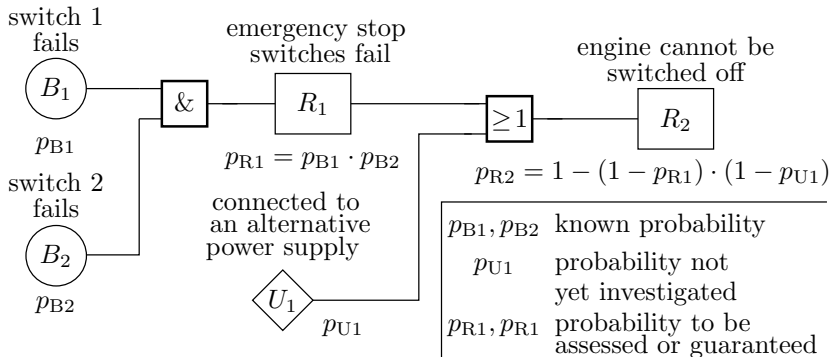 switch 1
fails
B1
pB1
&
emergency stop
switches fail
R1
pR1 = pB1 · pB2
engine cannot be
switched off
≥1
R2
pR2 = 1 − (1 − pR1) · (1 − pU1)
switch 2
fails
B2
pB2
connected to
an alternative
power supply
U1
pU1
pB1, pB2 known probability
pU1 probability not
yet investigated
pR1, pR1 probability to be
assessed or guaranteed